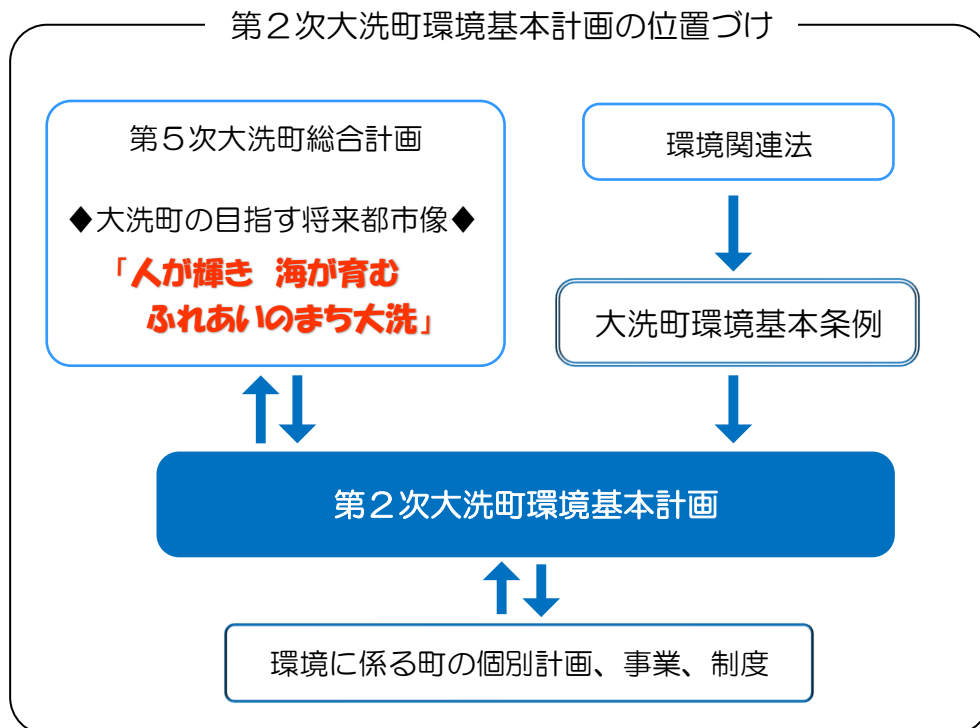 第２次大洗町環境基本計画の位置づけ
第５次大洗町総合計画
◆大洗町の目指す将来都市像◆
「人が輝き　海が育む
ふれあいのまち大洗」
環境関連法
大洗町環境基本条例
第２次大洗町環境基本計画
環境に係る町の個別計画、事業、制度